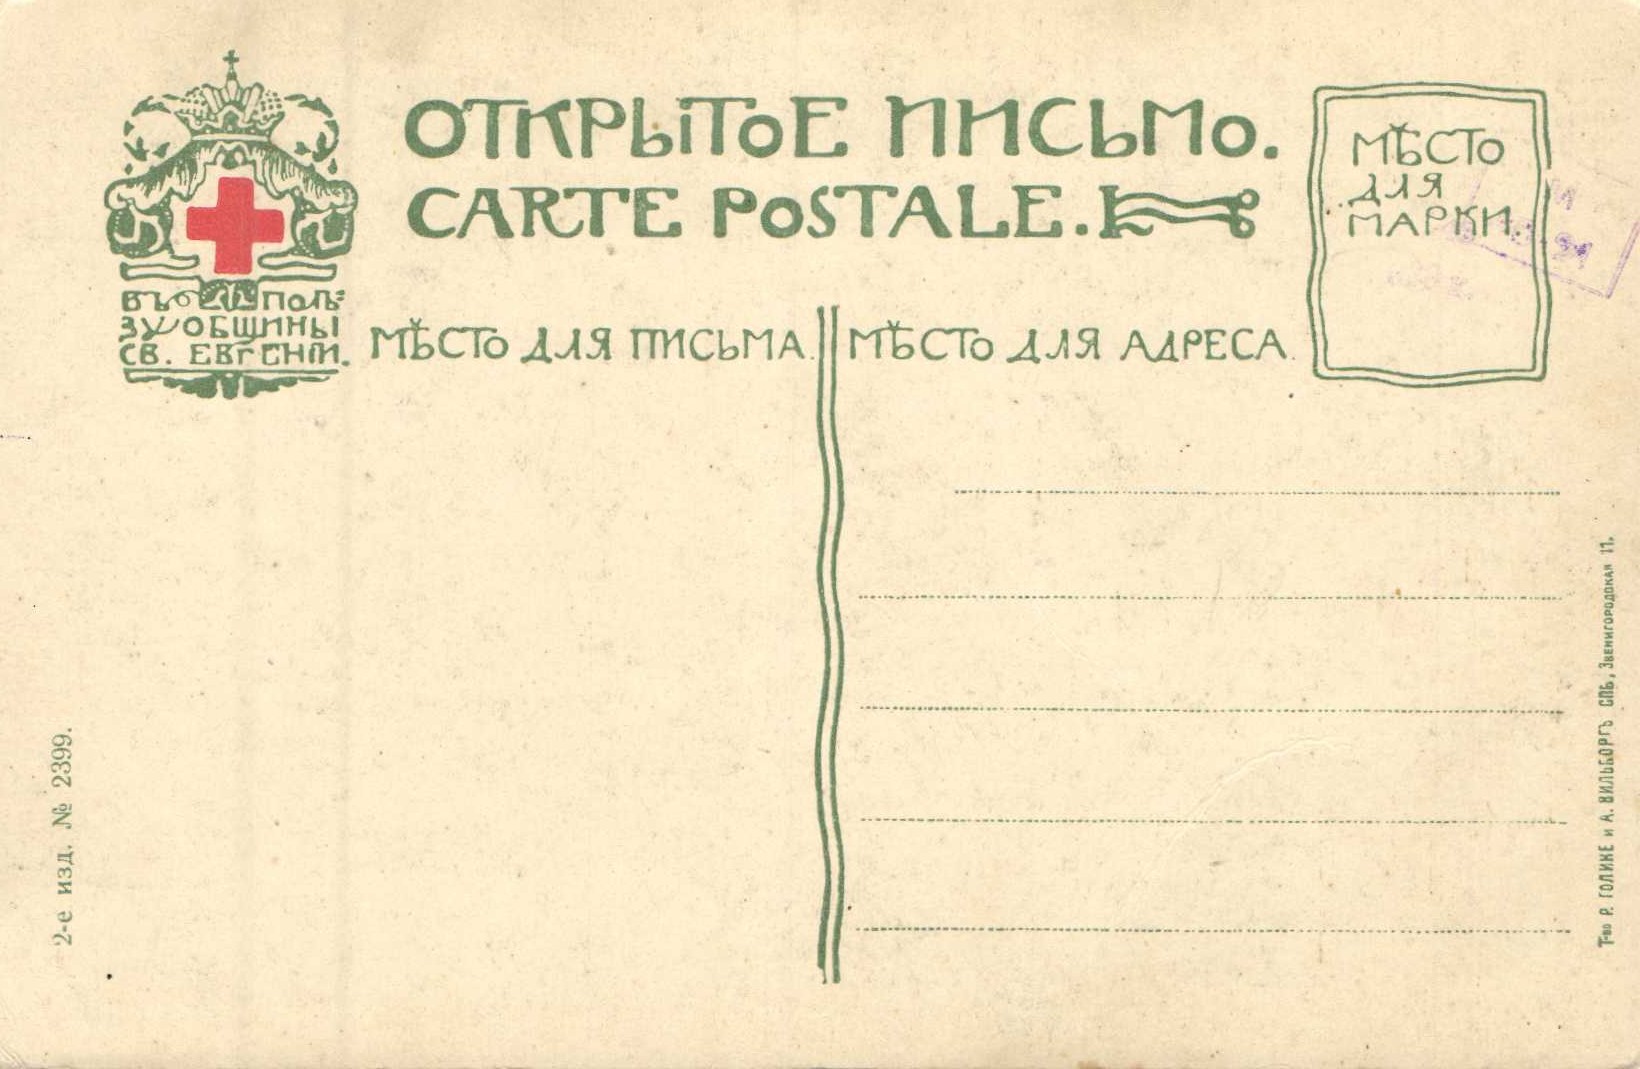 ОТКРЫТОЕ ПИСЬМО.
CARTE POSTALE.
МѢСТО
ДЛЯ
МАРКИ.
ВЪ ПОЛЬ-
ЗУ ОБЩИНЫ
СВ. ЕВГЕНІИ.
МѢСТО ДЛЯ ПИСЬМА.
МѢСТО ДЛЯ АДРЕСА.
2-е изд. № 2399.
Т-во Р. ГОЛИКЕ и А. ВИЛЬБОРГЪ СПБ, ЗВЕНИГОРОДСКАЯ 11.